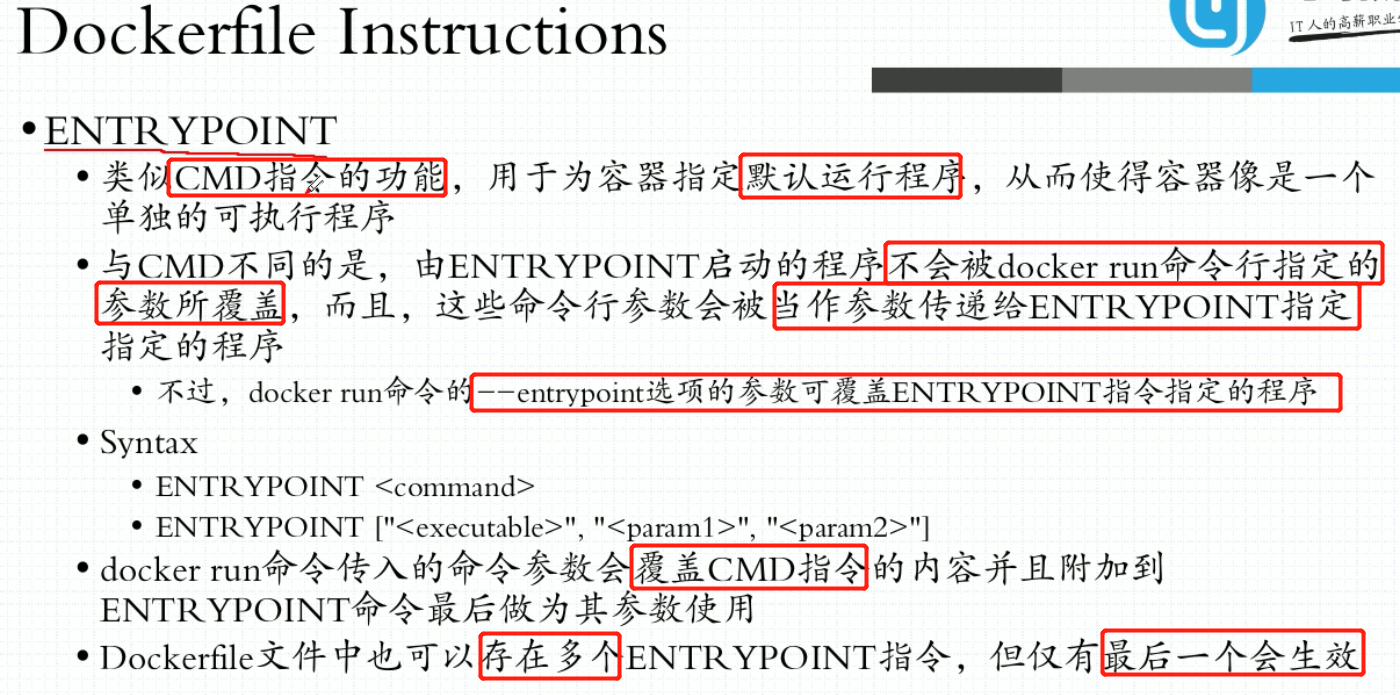 Dockerfile Instructions
IT人的高薪职业
•ENTRYPOINT
• 类似CMD指令的功能，用于为容器指定默认运行程序，从而使得容器像是一个
单独的可执行程序
• 与CMD不同的是，由ENTRYPOINT启动的程序不会被docker run命令行指定的
参数所覆盖，而且，这些命令行参数会被当作参数传递给ENTRYPOINT指定
指定的程序
• 不过，docker run命令的--entrypoint选项的参数可覆盖ENTRYPOINT指令指定的程序
• Syntax
• ENTRYPOINT <command>
• ENTRYPOINT ["<executable>", "<param1>", "<param2>"]
• docker run命令传入的命令参数会覆盖CMD指令的内容并且附加到
ENTRYPOINT命令最后做为其参数使用
• Dockerfile文件中也可以存在多个ENTRYPOINT指令，但仅有最后一个会生效